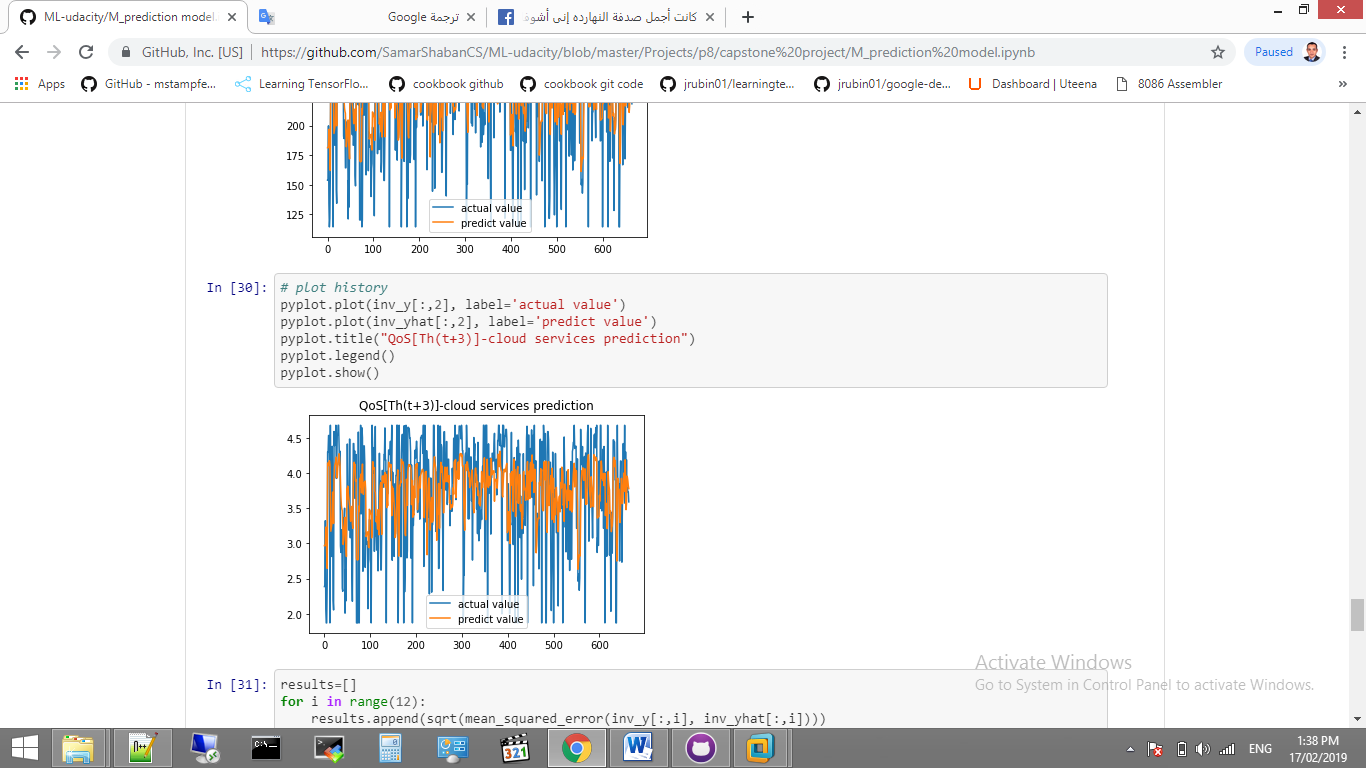 ML-udacity/M_prediction model.
ترجمة Google
كانت أجمل صدفة النهارده إني أشوف
GitHub, Inc. [US] | https://github.com/SamarShabanCS/ML-udacity/blob/master/Projects/p8/capstone%20project/M_prediction%20model.ipynb
Paused
Apps
GitHub - mstampfe...
Learning TensorFlo...
cookbook github
cookbook git code
jrubin01/learningte...
jrubin01/google-de...
Dashboard | Uteena
8086 Assembler
»
200
175
150
125
actual value
predict value
0 100 200 300 400 500 600
In [30]:
# plot history
pyplot.plot(inv_y[:,2], label='actual value')
pyplot.plot(inv_yhat[:,2], label='predict value')
pyplot.title("QoS[Th(t+3)]-cloud services prediction")
pyplot.legend()
pyplot.show()
QoS[Th(t+3)]-cloud services prediction
4.5
4.0
3.5
3.0
2.5
2.0
actual value
predict value
0 100 200 300 400 500 600
Activate Windows
Go to System in Control Panel to activate Windows.
In [31]:
results=[]
for i in range(12):
results.append(sqrt(mean_squared_error(inv_y[:,i], inv_yhat[:,i])))
n++
C:\_
321
W
ENG
1:38 PM
17/02/2019